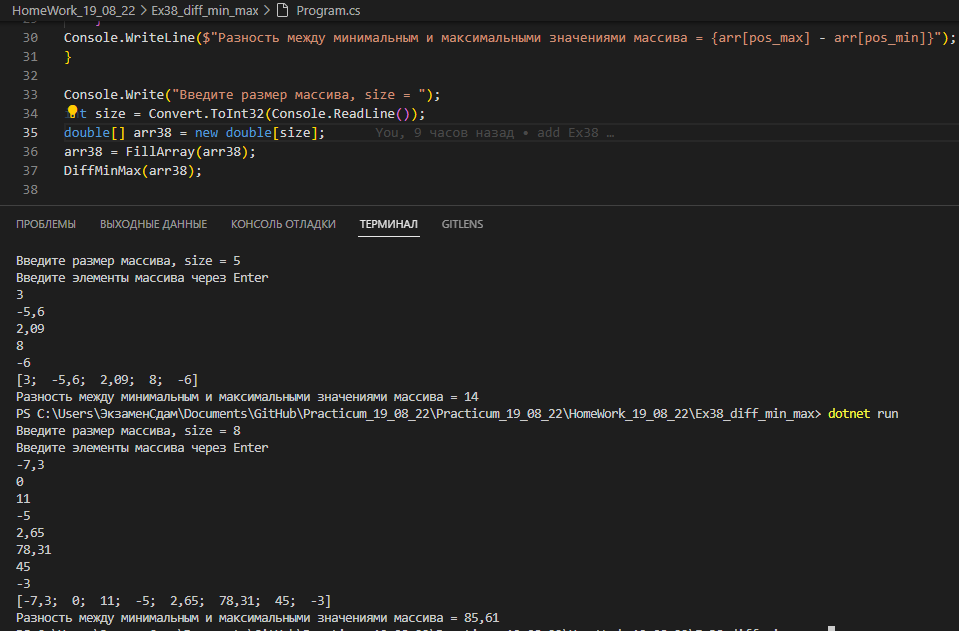 HomeWork_19_08_22 > Ex38_diff_min_max > Program.cs
30 Console.WriteLine($"Разность между минимальным и максимальными значениями массива = {arr[pos_max] - arr[pos_min]}");
31 }
32
33 Console.Write("Введите размер массива, size = ");
34 t size = Convert.ToInt32(Console.ReadLine());
35 double[] arr38 = new double[size]; You, 9 часов назад • add Ex38 …
36 arr38 = FillArray(arr38);
37 DiffMinMax(arr38);
38
ПРОБЛЕМЫ ВЫХОДНЫЕ ДАННЫЕ КОНСОЛЬ ОТЛАДКИ ТЕРМИНАЛ GITLENS
Введите размер массива, size = 5
Введите элементы массива через Enter
3
-5,6
2,09
8
-6
[3; -5,6; 2,09; 8; -6]
Разность между минимальным и максимальными значениями массива = 14
PS C:\Users\ЭкзаменСдам\Documents\GitHub\Practicum_19_08_22\Practicum_19_08_22\HomeWork_19_08_22\Ex38_diff_min_max> dotnet run
Введите размер массива, size = 8
Введите элементы массива через Enter
-7,3
0
11
-5
2,65
78,31
45
-3
[-7,3; 0; 11; -5; 2,65; 78,31; 45; -3]
Разность между минимальным и максимальными значениями массива = 85,61